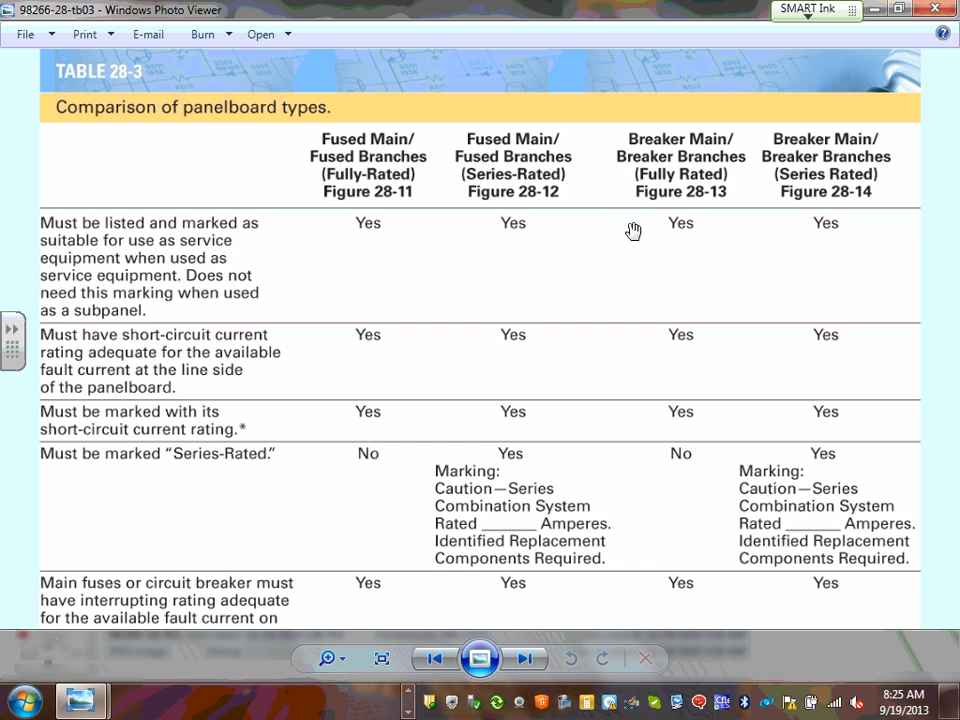 98266-28-tb03 - Windows Photo Viewer
SMART Ink
File Print E-mail Burn Open
TABLE 28-3
Comparison of panelboard types.
Fused Main/ Fused Main/ Breaker Main/ Breaker Main/
Fused Branches Fused Branches Breaker Branches Breaker Branches
(Fully-Rated) (Series-Rated) (Fully Rated) (Series Rated)
Figure 28-11 Figure 28-12 Figure 28-13 Figure 28-14
Must be listed and marked as Yes Yes Yes Yes
suitable for use as service
equipment when used as
service equipment. Does not
need this marking when used
as a subpanel.
Must have short-circuit current Yes Yes Yes Yes
rating adequate for the available
fault current at the line side
of the panelboard.
Must be marked with its Yes Yes Yes Yes
short-circuit current rating.*
Must be marked “Series-Rated.” No Yes No Yes
Marking: Marking:
Caution—Series Caution—Series
Combination System Combination System
Rated _______ Amperes. Rated _______ Amperes.
Identified Replacement Identified Replacement
Components Required. Components Required.
Main fuses or circuit breaker must Yes Yes Yes Yes
have interrupting rating adequate
for the available fault current on
8:25 AM
9/19/2013